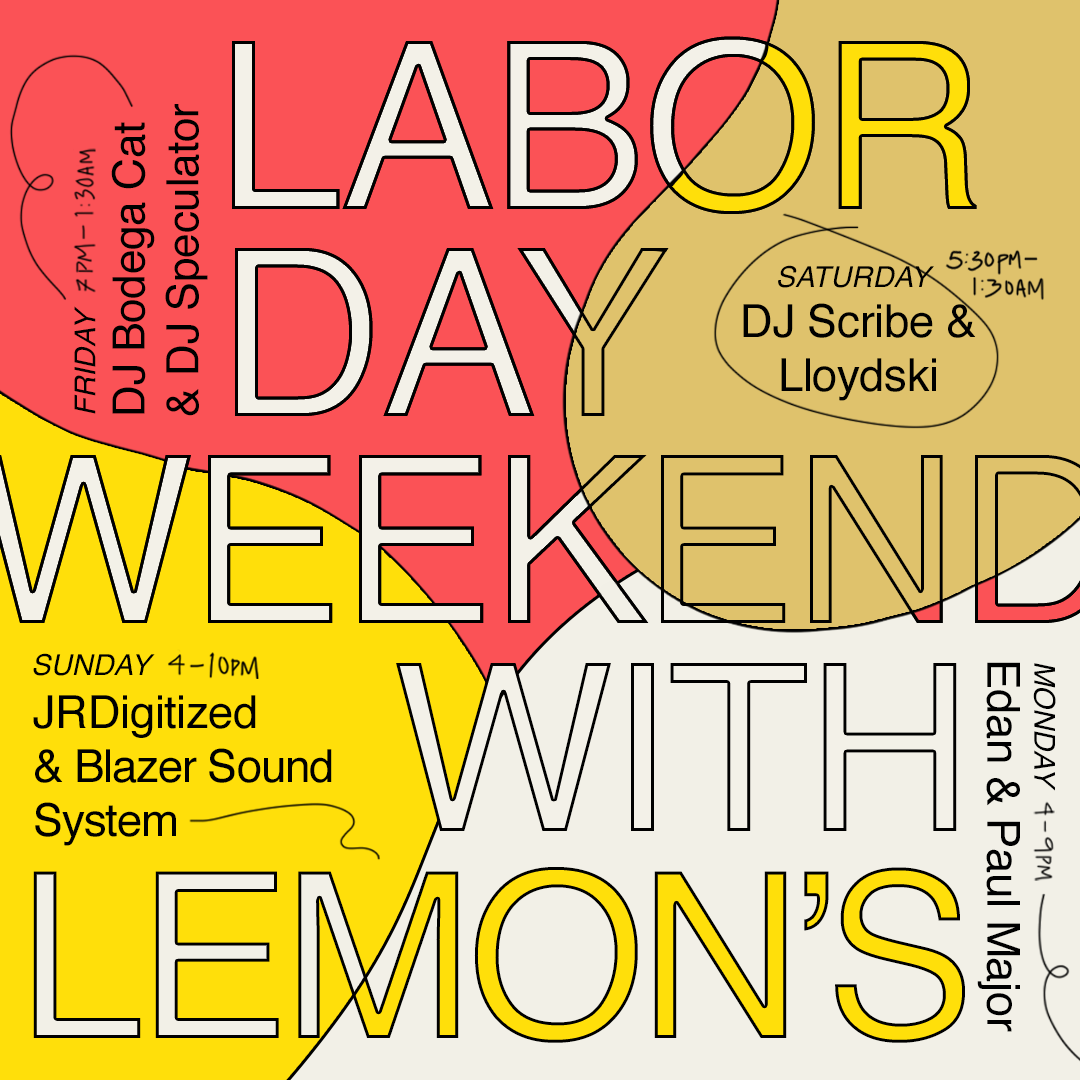 LABOR
DAY
WEEKEND
WITH
LEMON'S
FRIDAY 7PM-1:30AM
DJ Bodega Cat
& DJ Speculator
SATURDAY 5:30PM-
1:30AM
DJ Scribe &
Lloydski
SUNDAY 4-10PM
JRDigitized
& Blazer Sound
System
MONDAY 4-9PM
Edan & Paul Major